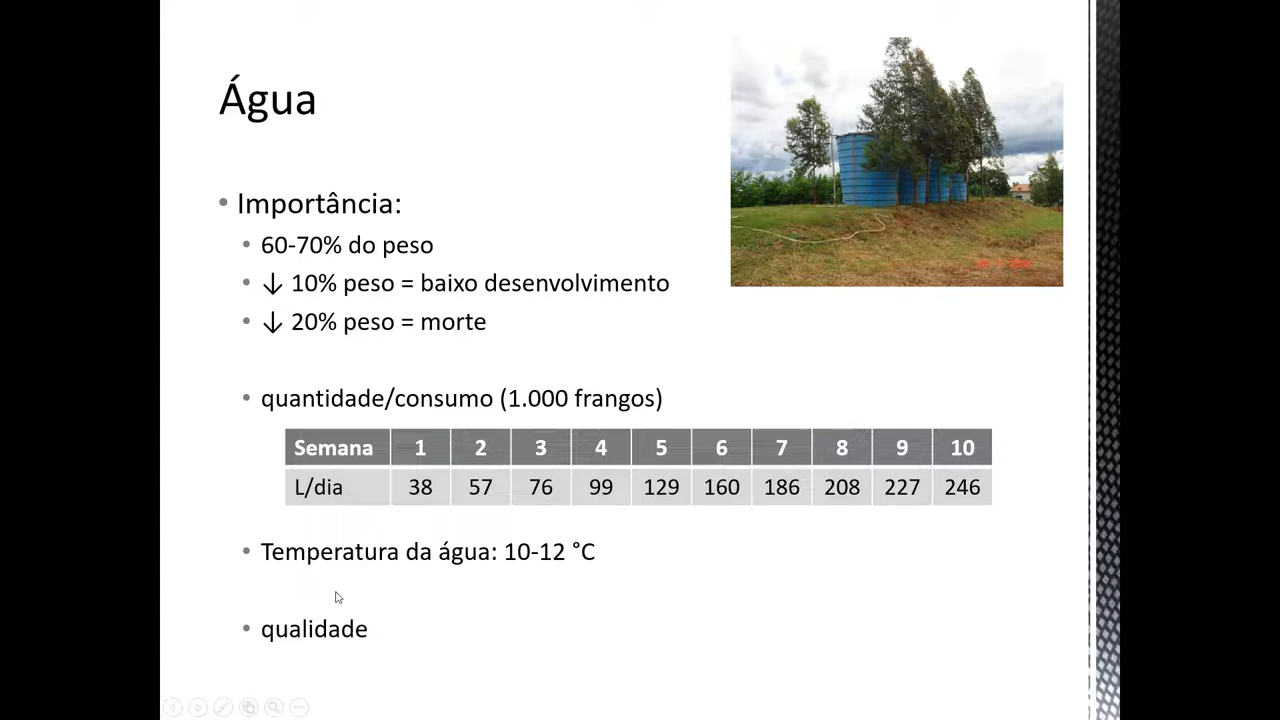 Água
Importância:
60-70% do peso
↓ 10% peso = baixo desenvolvimento
↓ 20% peso = morte
quantidade/consumo (1.000 frangos)
Semana 1 2 3 4 5 6 7 8 9 10
L/dia 38 57 76 99 129 160 186 208 227 246
Temperatura da água: 10-12 °C
qualidade